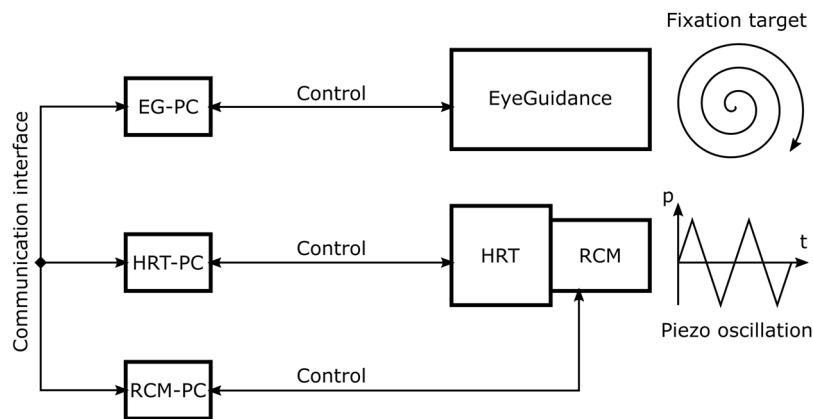 Fixation target
Communication interface
EG-PC
Control
EyeGuidance
HRT-PC
Control
HRT
RCM
p
t
Piezo oscillation
RCM-PC
Control